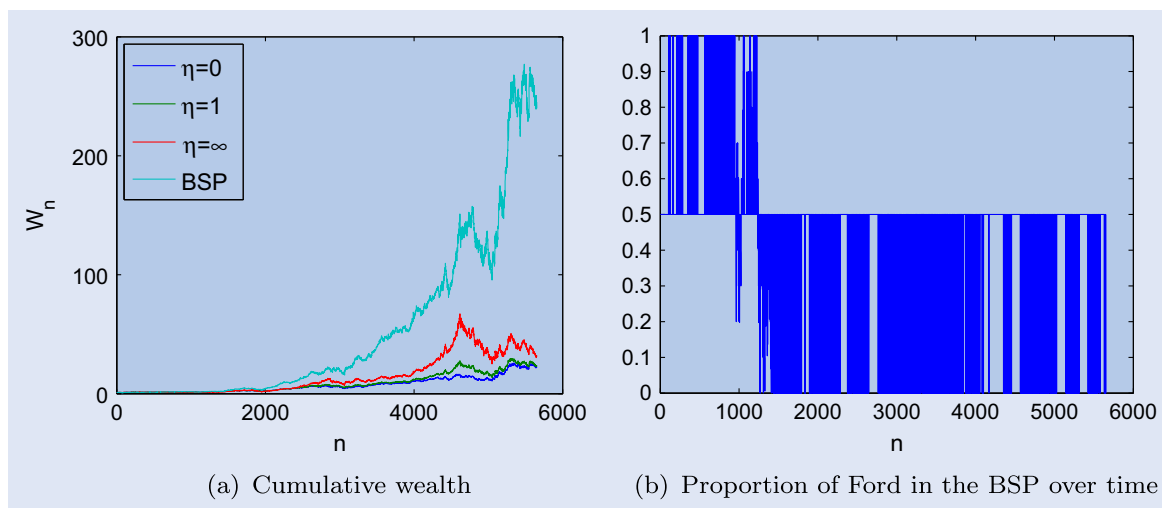 300
200
100
0
0 2000 4000 6000
W_n
n
η=0
η=1
η=∞
BSP
(a) Cumulative wealth
1
0.9
0.8
0.7
0.6
0.5
0.4
0.3
0.2
0.1
0
0 1000 2000 3000 4000 5000 6000
n
(b) Proportion of Ford in the BSP over time